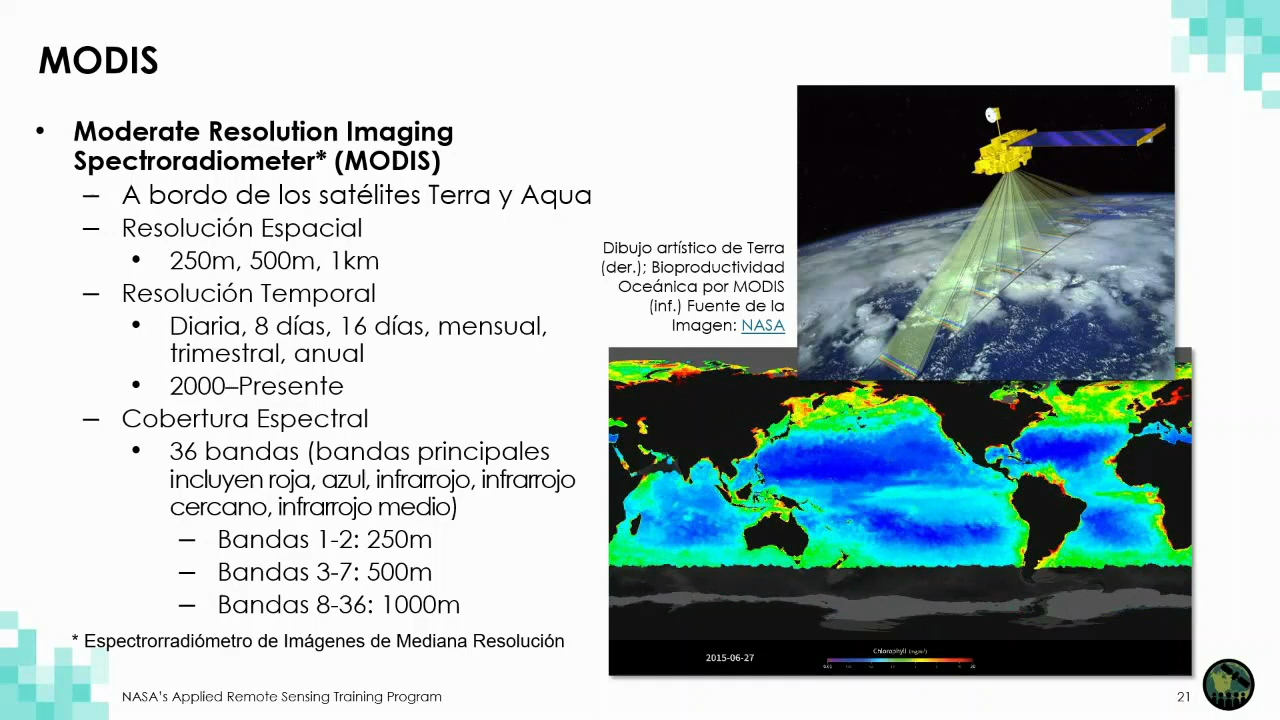 MODIS
• Moderate Resolution Imaging
Spectroradiometer* (MODIS)
– A bordo de los satélites Terra y Aqua
– Resolución Espacial
• 250m, 500m, 1km
– Resolución Temporal
• Diaria, 8 días, 16 días, mensual,
trimestral, anual
• 2000–Presente
– Cobertura Espectral
• 36 bandas (bandas principales
incluyen roja, azul, infrarrojo, infrarrojo
cercano, infrarrojo medio)
– Bandas 1-2: 250m
– Bandas 3-7: 500m
– Bandas 8-36: 1000m
* Espectrorradiómetro de Imágenes de Mediana Resolución
Dibujo artístico de Terra
(der.); Bioproductividad
Oceánica por MODIS
(inf.) Fuente de la
Imagen: NASA
2015-06-27
Chlorophyll (mg/m³)
NASA's Applied Remote Sensing Training Program
21